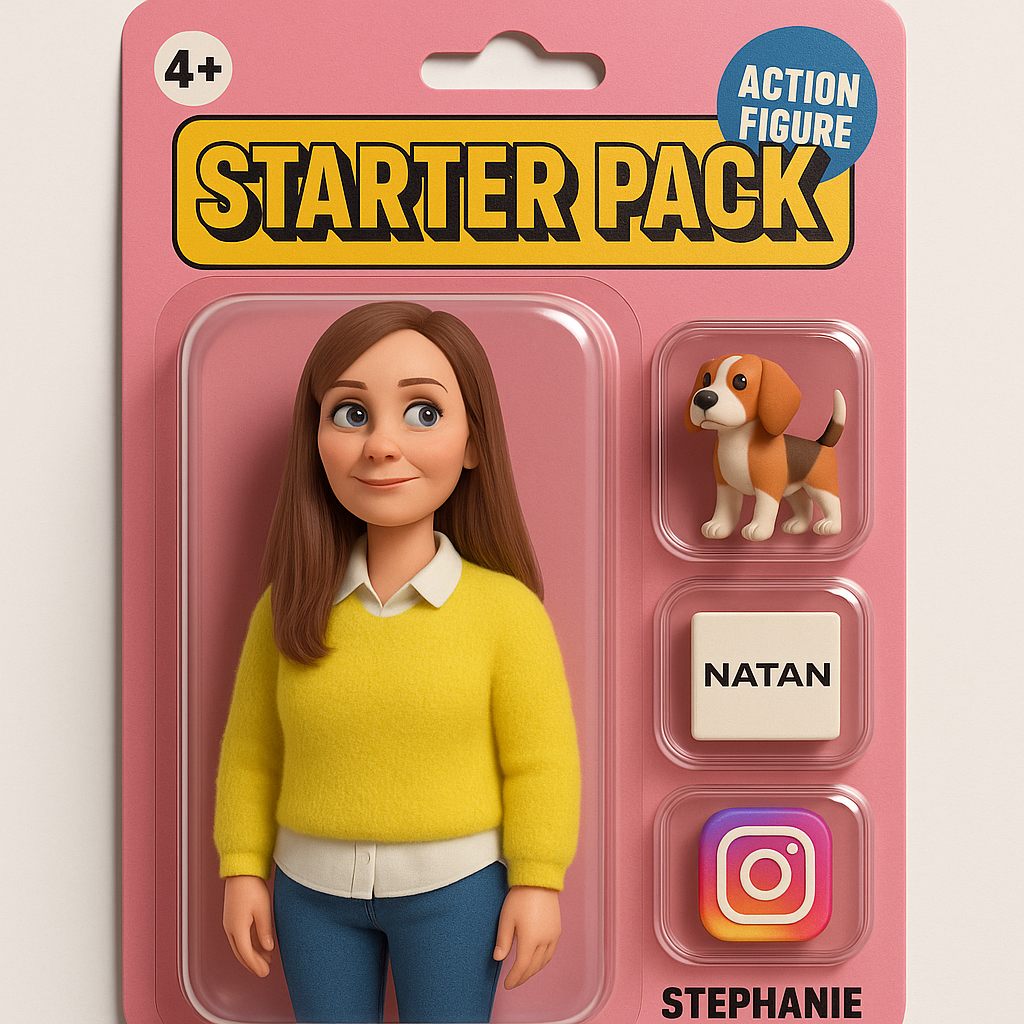 4+
ACTION
FIGURE
STARTER PACK
NATAN
STEPHANIE